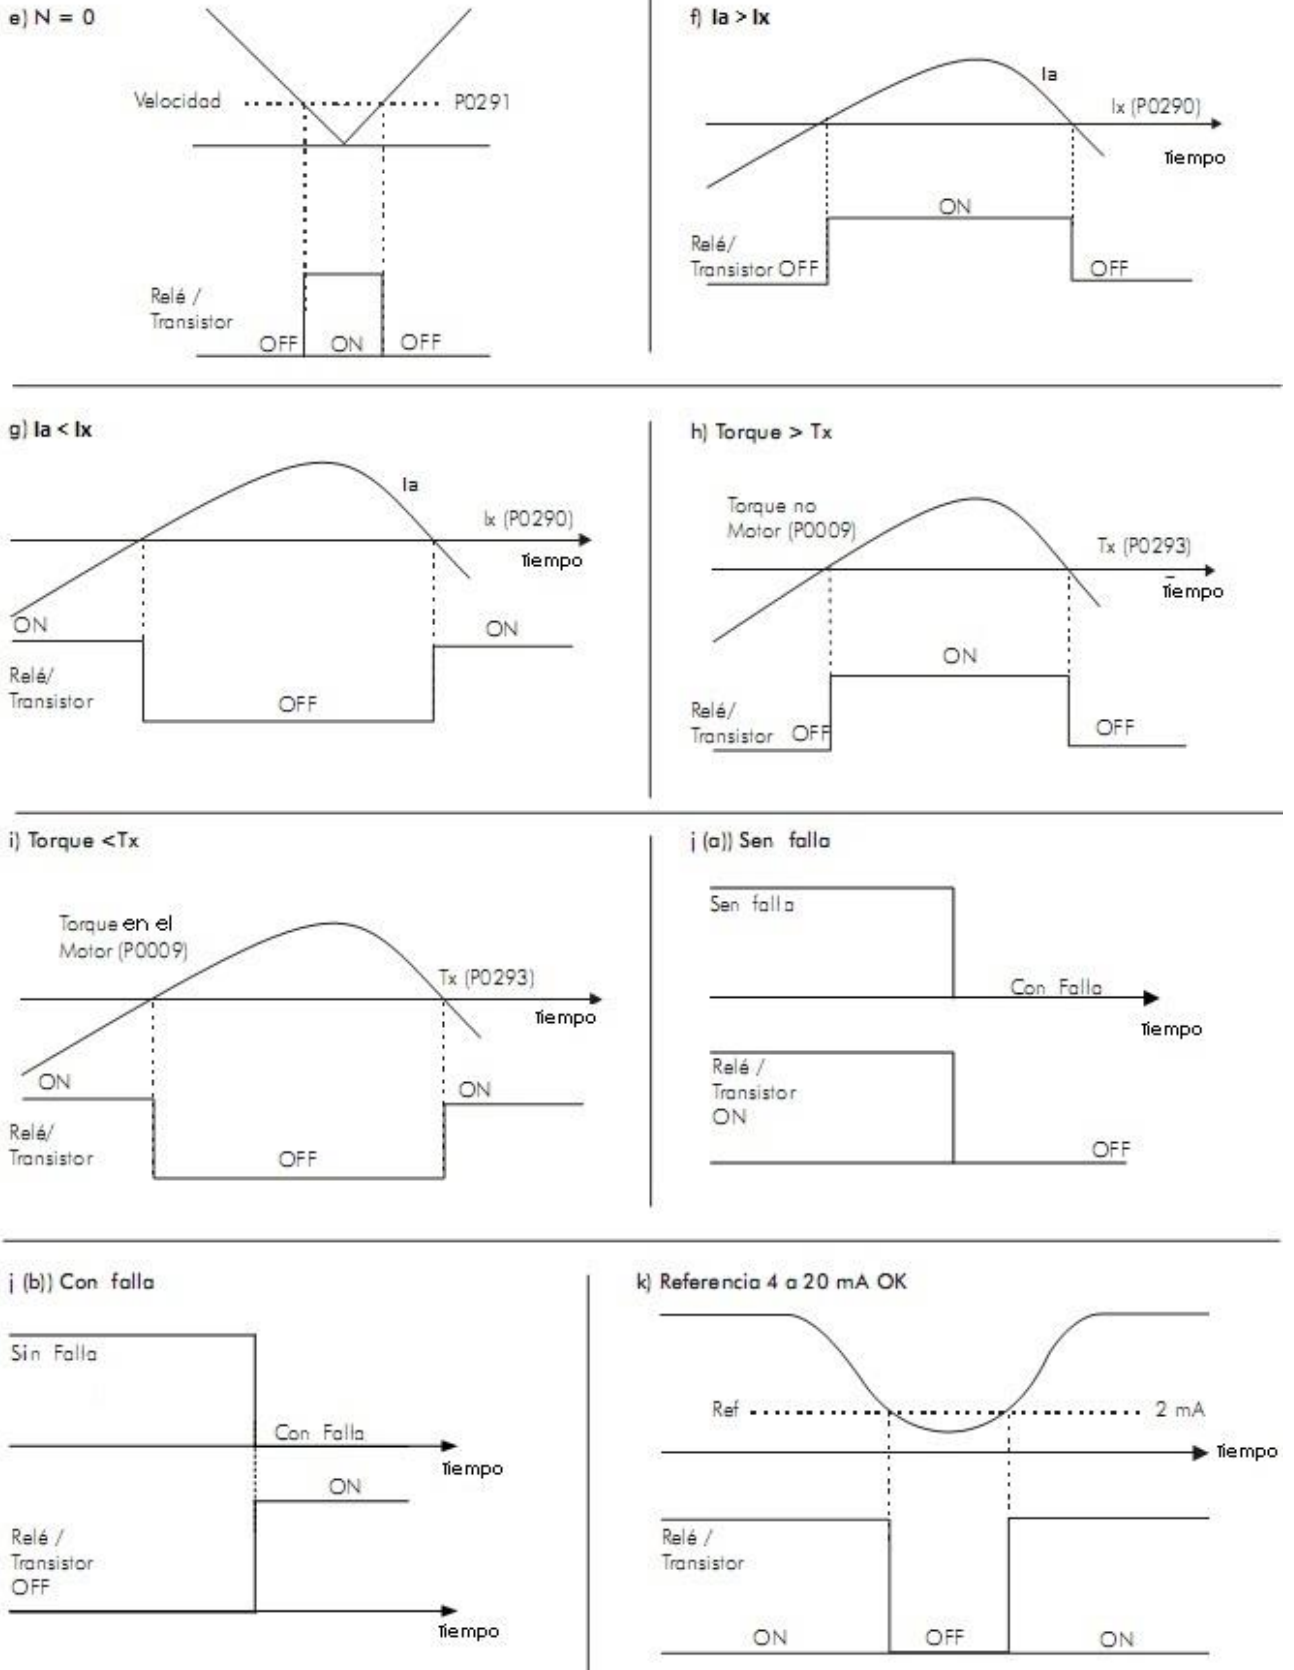 e) N = 0
Velocidad
P0291
Relé /
Transistor
OFF
ON
OFF
f) Ia > Ix
Ia
Ix (P0290)
Tiempo
ON
Relé/
Transistor OFF
OFF
g) Ia < Ix
Ia
Ix (P0290)
Tiempo
ON
ON
Relé/
Transistor
OFF
h) Torque > Tx
Torque no
Motor (P0009)
Tx (P0293)
Tiempo
ON
Relé/
Transistor OFF
OFF
i) Torque <Tx
Torque en el
Motor (P0009)
Tx (P0293)
Tiempo
ON
ON
Relé/
Transistor
OFF
j (a)) Sen falla
Sen falla
Con Falla
Tiempo
Relé /
Transistor
ON
OFF
j (b)) Con falla
Sin Falla
Con Falla
Tiempo
ON
Relé /
Transistor
OFF
Tiempo
k) Referencia 4 a 20 mA OK
Ref
2 mA
Tiempo
Relé /
Transistor
ON
OFF
ON